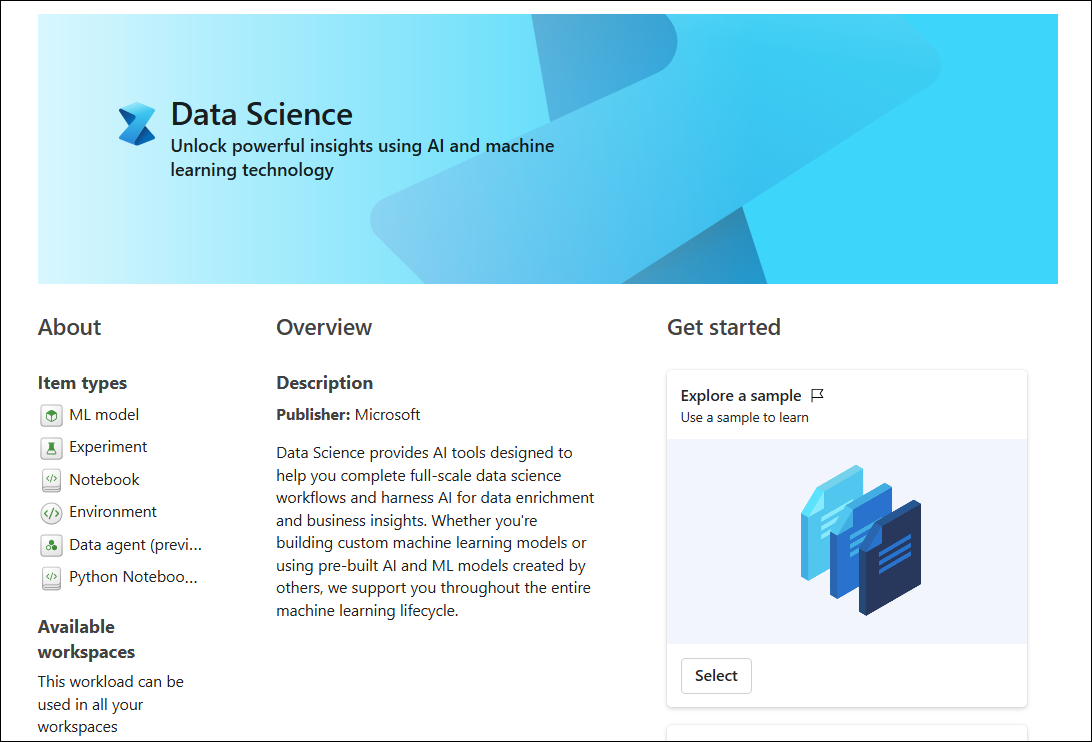 Data Science
Unlock powerful insights using AI and machine
learning technology
About
Item types
ML model
Experiment
Notebook
Environment
Data agent (previ...
Python Noteboo...
Available
workspaces
This workload can be
used in all your
workspaces
Overview
Description
Publisher: Microsoft
Data Science provides AI tools designed to
help you complete full-scale data science
workflows and harness AI for data enrichment
and business insights. Whether you're
building custom machine learning models or
using pre-built AI and ML models created by
others, we support you throughout the entire
machine learning lifecycle.
Get started
Explore a sample
Use a sample to learn
Select